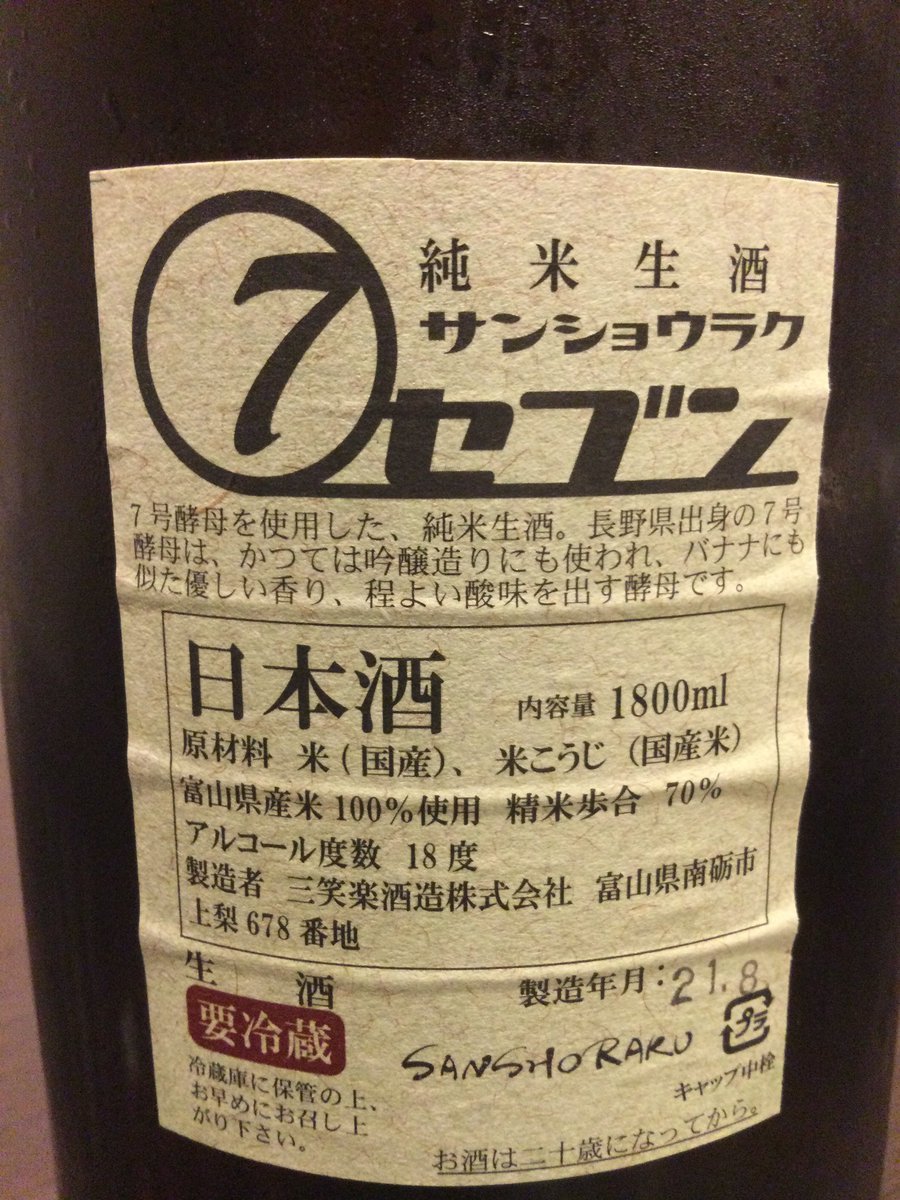 7
純米生酒
サンショウラク
セブン
7号酵母を使用した、純米生酒。長野県出身の7号
酵母は、かつては吟醸造りにも使われ、バナナにも
似た優しい香り、程よい酸味を出す酵母です。
日本酒 内容量 1800ml
原材料 米(国産)、米こうじ(国産米)
富山県産米100%使用 精米歩合 70%
アルコール度数 18度
製造者 三笑楽酒造株式会社 富山県南砺市
上梨678番地
生酒 製造年月:21.8
要冷蔵
SANSHORAKU
プラ
キャップ中栓
冷蔵庫に保管の上、
お早めにお召し上
がり下さい。
お酒は二十歳になってから。